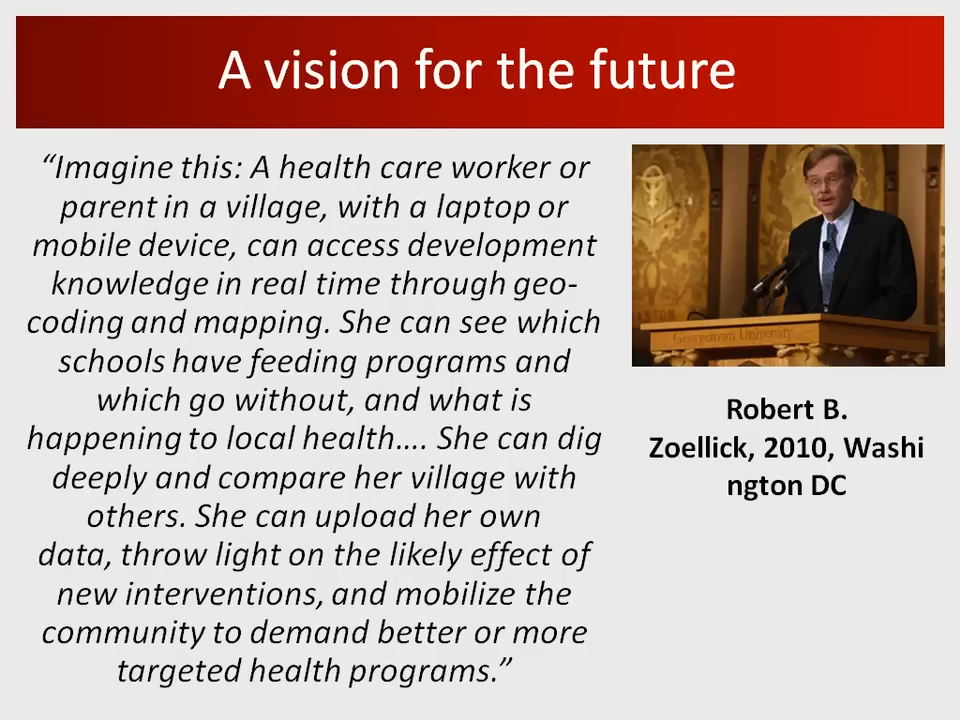 A vision for the future
“Imagine this: A health care worker or
parent in a village, with a laptop or
mobile device, can access development
knowledge in real time through geo-
coding and mapping. She can see which
schools have feeding programs and
which go without, and what is
happening to local health…. She can dig
deeply and compare her village with
others. She can upload her own
data, throw light on the likely effect of
new interventions, and mobilize the
community to demand better or more
targeted health programs.”
Georgetown University
Robert B.
Zoellick, 2010, Washi
ngton DC